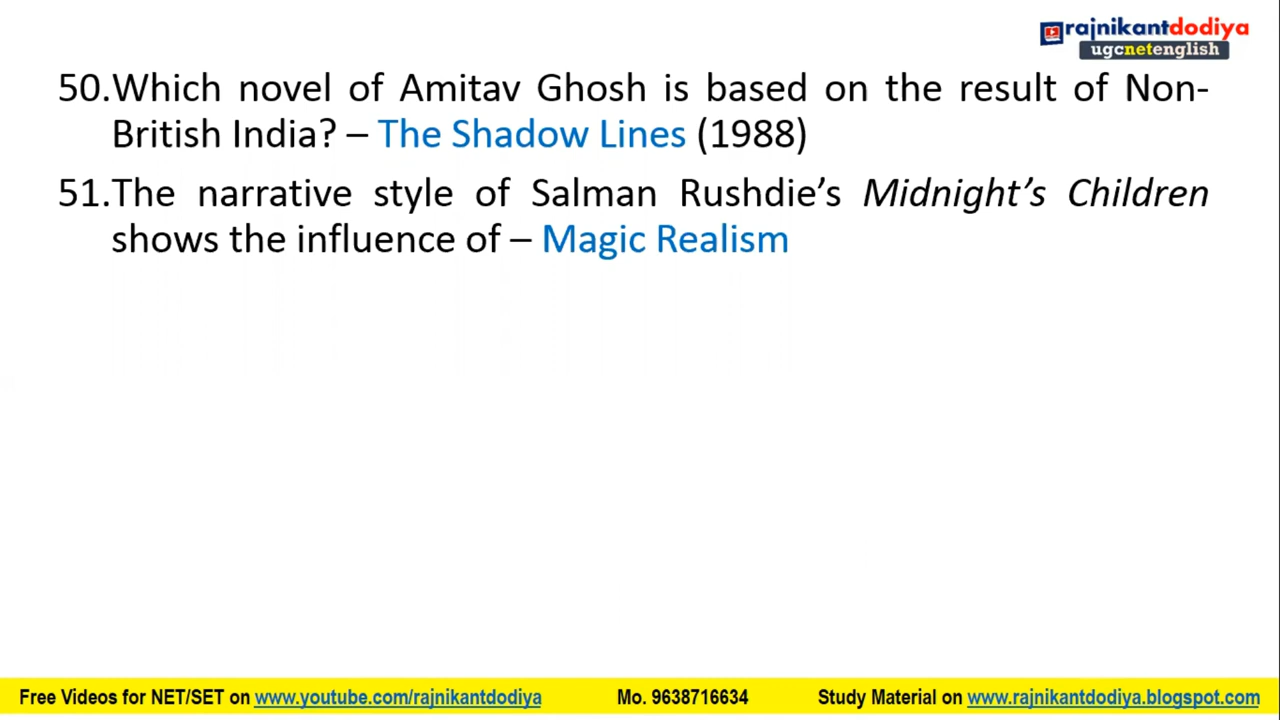 rajnikantdodiya
ugcnetenglish
50.Which novel of Amitav Ghosh is based on the result of Non-
British India? – The Shadow Lines (1988)
51.The narrative style of Salman Rushdie’s Midnight’s Children
shows the influence of – Magic Realism
Free Videos for NET/SET on www.youtube.com/rajnikantdodiya Mo. 9638716634 Study Material on www.rajnikantdodiya.blogspot.com